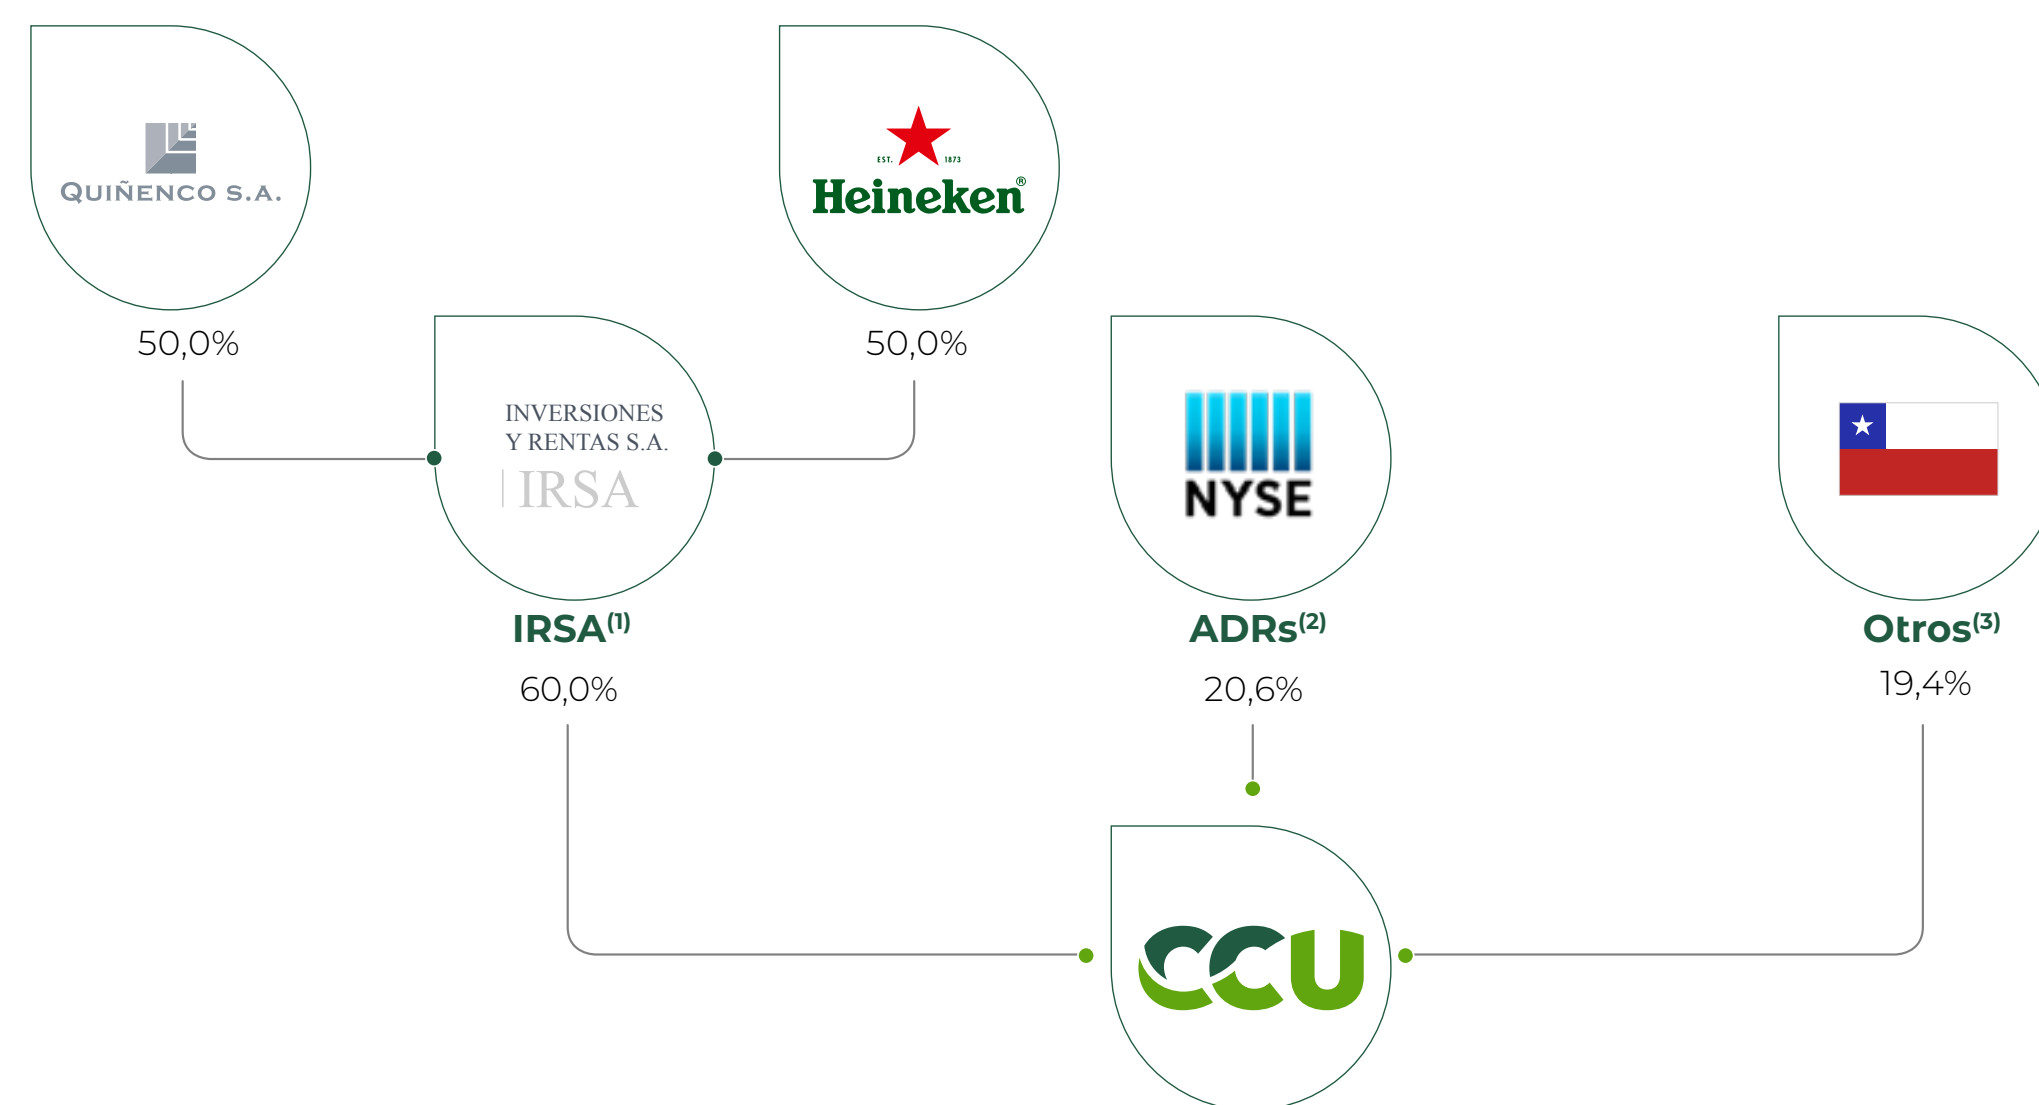 QUIÑENCO S.A.
EST. 1873
Heineken®
50,0%
50,0%
INVERSIONES
Y RENTAS S.A.
IRSA
NYSE
IRSA(1)
ADRs(2)
Otros(3)
60,0%
20,6%
19,4%
CCU